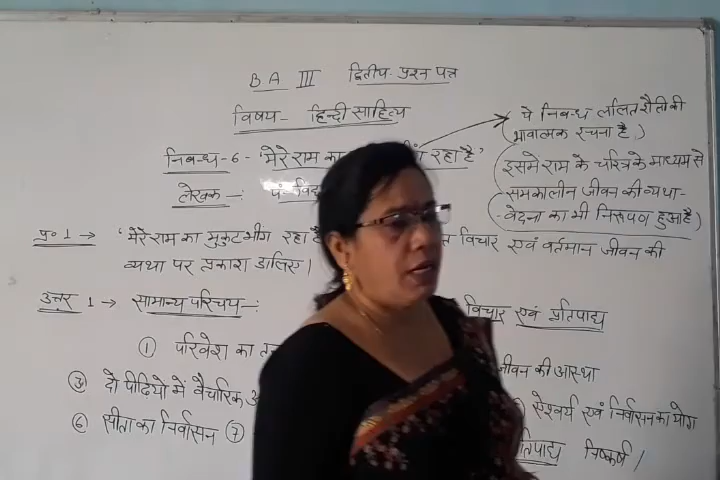 B A III द्वितीय- प्रश्न पत्र
विषय- हिन्दी साहित्य
निबन्ध-6- 'मेरे राम का रहा है'
लेखक -: पं- विद्य
ये निबन्ध ललित शैली की
भावात्मक रचना है।
इसमे राम के चरित्र के माध्यम से
समकालीन जीवन की व्यथा-
वेदना का भी निरूपण हुआ है)
प्र० 1 → 'मेरे राम का मुकुट भीग रहा है विचार एवं वर्तमान जीवन की
व्यथा पर प्रकाश डालिए।
उत्तर 1 → सामान्य परिचय -: विचार एवं प्रतिपाद्य
① परिवेश का जीवन की आस्था
③ दो पीढियो मे वैचारिक ऐश्वर्य एवं निर्वासन का योग
⑥ सीता का निर्वासन ⑦ निष्कर्ष।